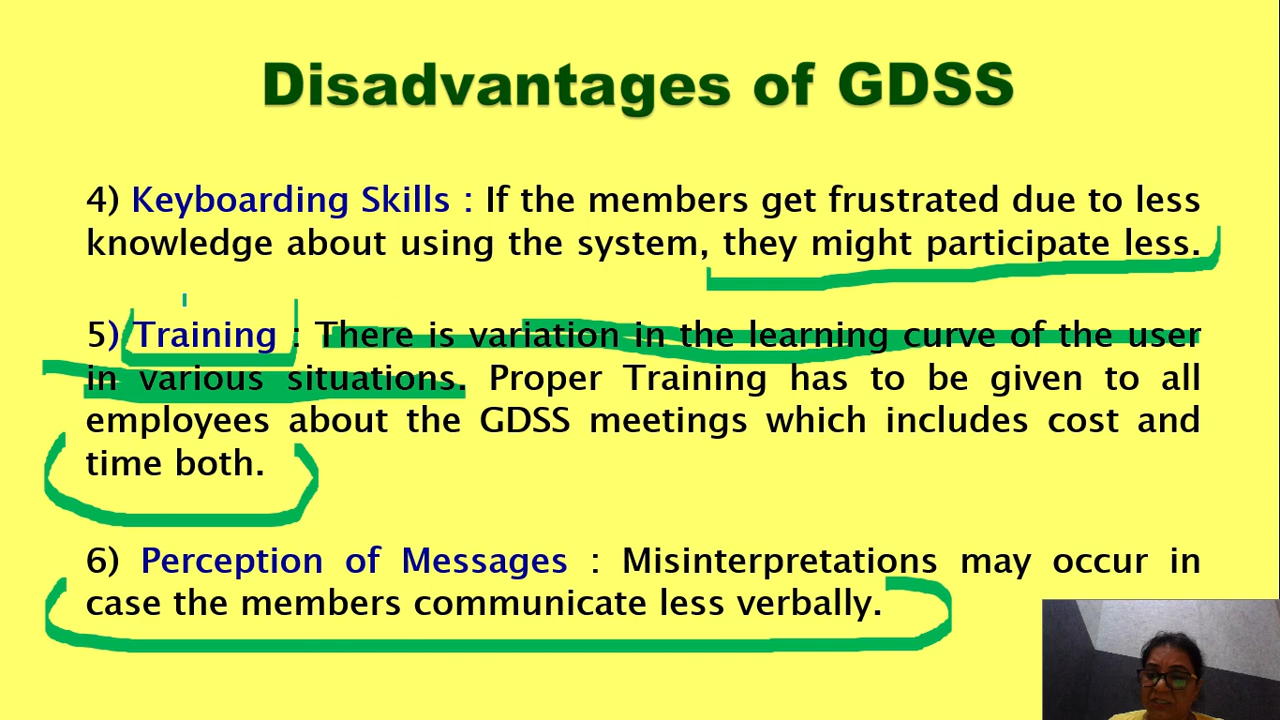 Disadvantages of GDSS
4) Keyboarding Skills : If the members get frustrated due to less
knowledge about using the system, they might participate less.
5) Training : There is variation in the learning curve of the user
in various situations. Proper Training has to be given to all
employees about the GDSS meetings which includes cost and
time both.
6) Perception of Messages : Misinterpretations may occur in
case the members communicate less verbally.